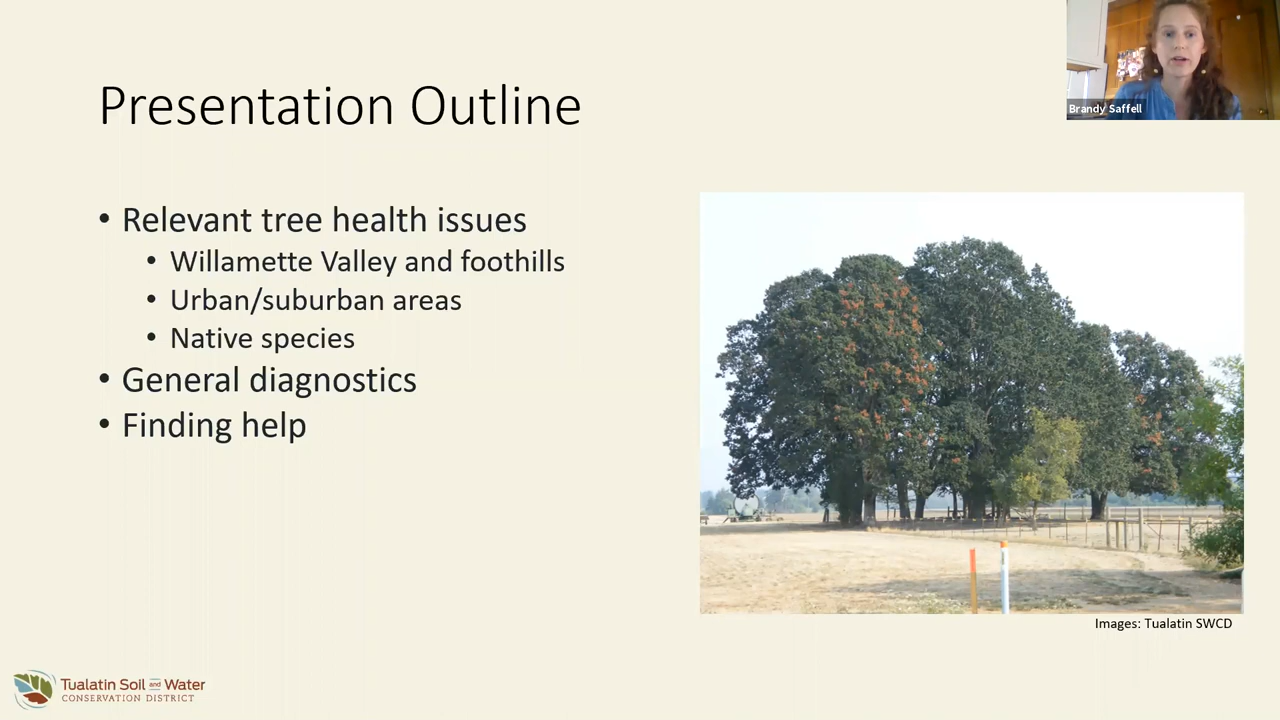 Presentation Outline
Brandy Saffell
• Relevant tree health issues
• Willamette Valley and foothills
• Urban/suburban areas
• Native species
• General diagnostics
• Finding help
Images: Tualatin SWCD
Tualatin Soil and Water
CONSERVATION DISTRICT